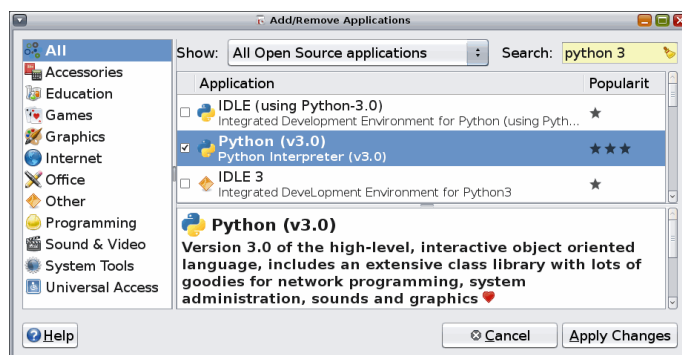 Add/Remove Applications
All
Accessories
Education
Games
Graphics
Internet
Office
Other
Programming
Sound & Video
System Tools
Universal Access
Show: All Open Source applications Search: python 3
Application Popularit
IDLE (using Python-3.0)
Integrated Development Environment for Python (using Pyth...
Python (v3.0)
Python Interpreter (v3.0)
IDLE 3
Integrated DeveLopment Environment for Python3
Python (v3.0)
Version 3.0 of the high-level, interactive object oriented
language, includes an extensive class library with lots of
goodies for network programming, system
administration, sounds and graphics
Help
Cancel Apply Changes